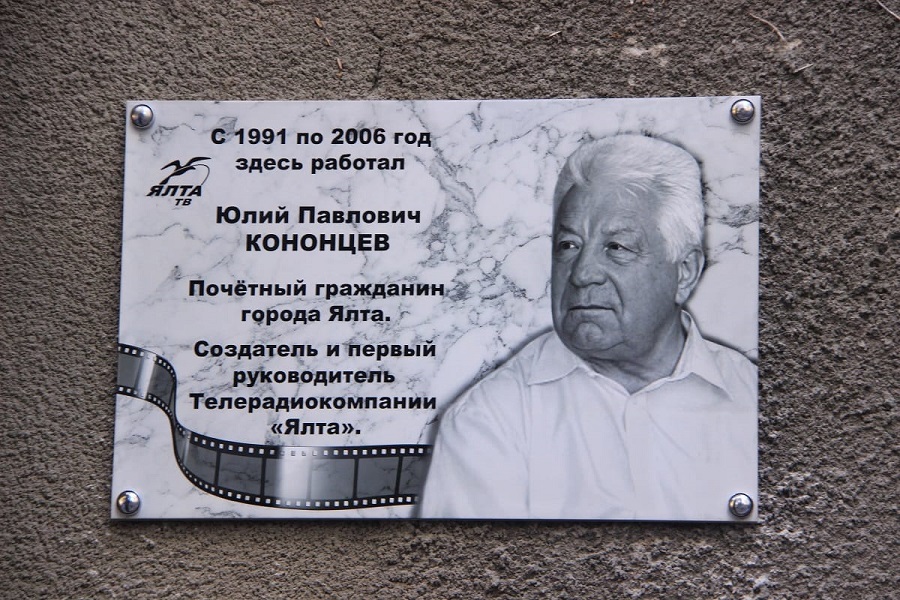 С 1991 по 2006 год
здесь работал
ЯЛТА
ТВ
Юлий Павлович
КОНОНЦЕВ
Почётный гражданин
города Ялта.
Создатель и первый
руководитель
Телерадиокомпании
«Ялта».